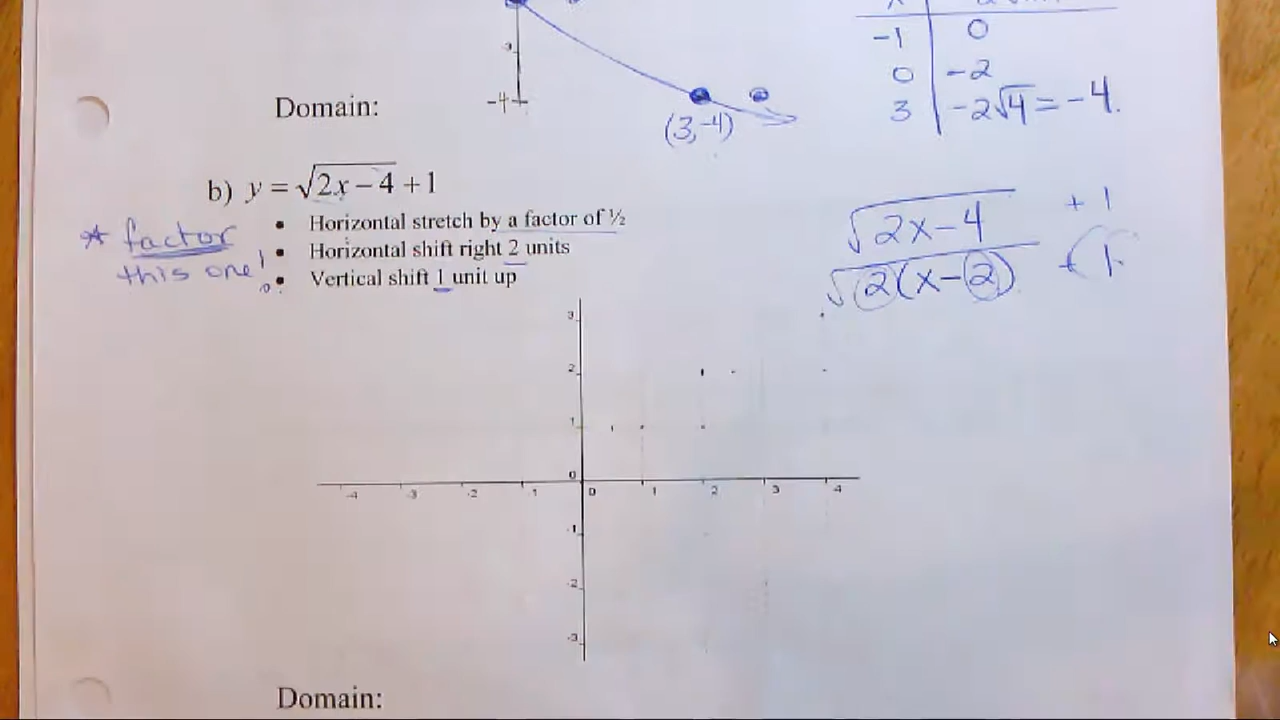 -1 0
0 -2
3 -2√4 = -4.
-4
Domain:
(3,-4)
b) y = √2x – 4 + 1
* factor
this one!
• Horizontal stretch by a factor of ½
• Horizontal shift right 2 units
• Vertical shift 1 unit up
√2x-4 + 1
√2(x-2) + 1
3
2
1
0
-4 -3 -2 -1 0 1 2 3 4
-1
-2
-3
Domain: